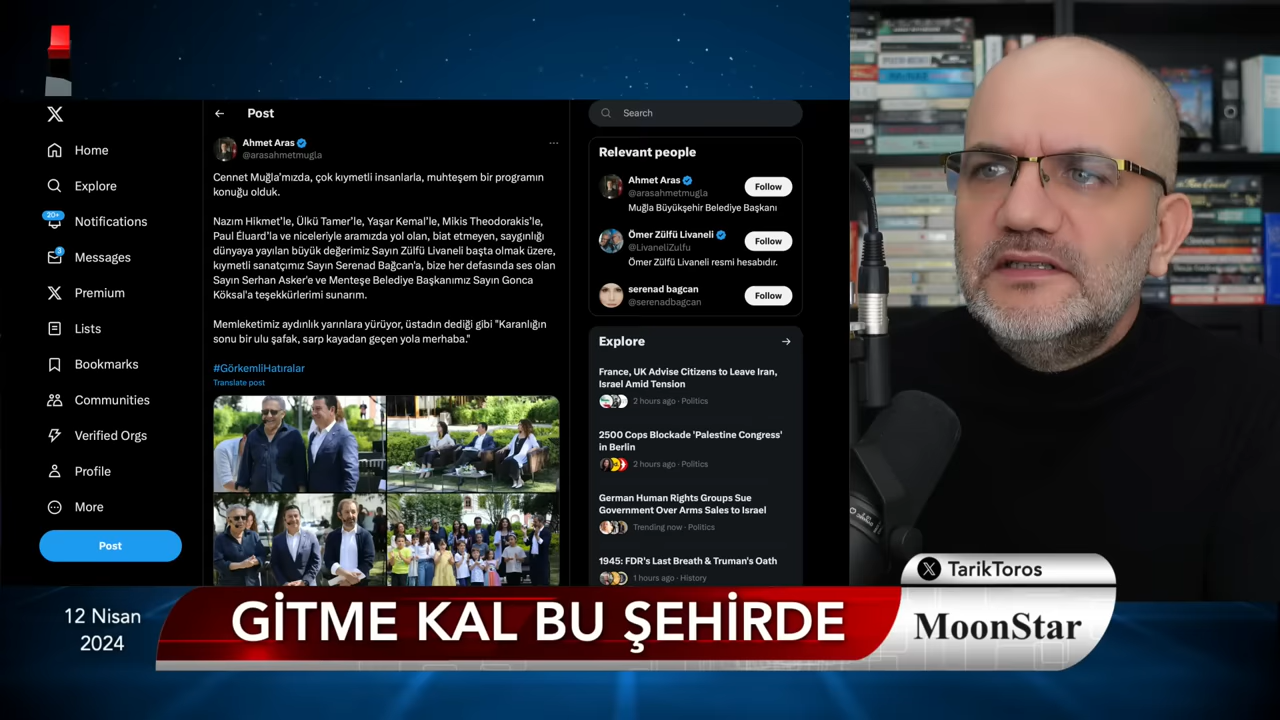 Home
Explore
20+
Notifications
3
Messages
Premium
Lists
Bookmarks
Communities
Verified Orgs
Profile
More
Post
Post
Ahmet Aras
@arasahmetmugla
Cennet Muğla'mızda, çok kıymetli insanlarla, muhteşem bir programın
konuğu olduk.
Nazım Hikmet'le, Ülkü Tamer'le, Yaşar Kemal'le, Mikis Theodorakis'le,
Paul Éluard'la ve niceleriyle aramızda yol olan, biat etmeyen, saygınlığı
dünyaya yayılan büyük değerimiz Sayın Zülfü Livaneli başta olmak üzere,
kıymetli sanatçımız Sayın Serenad Bağcan'a, bize her defasında ses olan
Sayın Serhan Asker'e ve Menteşe Belediye Başkanımız Sayın Gonca
Köksal'a teşekkürlerimi sunarım.
Memleketimiz aydınlık yarınlara yürüyor, üstadın dediği gibi "Karanlığın
sonu bir ulu şafak, sarp kayadan geçen yola merhaba."
#GörkemliHatıralar
Translate post
Search
Relevant people
Ahmet Aras
@arasahmetmugla
Follow
Muğla Büyükşehir Belediye Başkanı
Ömer Zülfü Livaneli
@LivaneliZulfu
Follow
Ömer Zülfü Livaneli resmi hesabıdır.
serenad bagcan
@serenadbagcan
Follow
Explore
France, UK Advise Citizens to Leave Iran,
Israel Amid Tension
2 hours ago · Politics
2500 Cops Blockade 'Palestine Congress'
in Berlin
2 hours ago · Politics
German Human Rights Groups Sue
Government Over Arms Sales to Israel
Trending now · Politics
1945: FDR's Last Breath & Truman's Oath
1 hours ago · History
12 Nisan
2024
GİTME KAL BU ŞEHİRDE
TarikToros
MoonStar